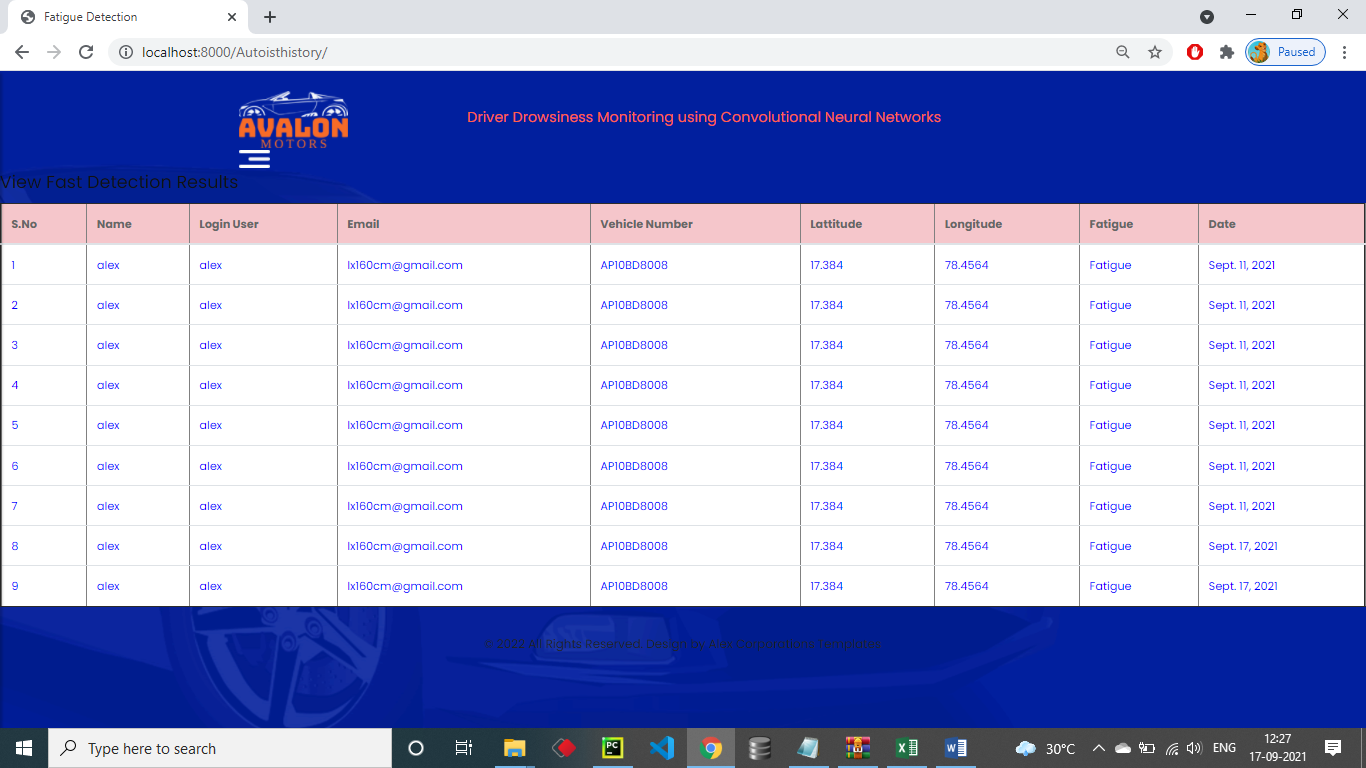 Fatigue Detection
localhost:8000/Autoisthistory/
Paused
AVALON
MOTORS
Driver Drowsiness Monitoring using Convolutional Neural Networks
View Fast Detection Results
S.No Name Login User Email Vehicle Number Lattitude Longitude Fatigue Date
1 alex alex lx160cm@gmail.com AP10BD8008 17.384 78.4564 Fatigue Sept. 11, 2021
2 alex alex lx160cm@gmail.com AP10BD8008 17.384 78.4564 Fatigue Sept. 11, 2021
3 alex alex lx160cm@gmail.com AP10BD8008 17.384 78.4564 Fatigue Sept. 11, 2021
4 alex alex lx160cm@gmail.com AP10BD8008 17.384 78.4564 Fatigue Sept. 11, 2021
5 alex alex lx160cm@gmail.com AP10BD8008 17.384 78.4564 Fatigue Sept. 11, 2021
6 alex alex lx160cm@gmail.com AP10BD8008 17.384 78.4564 Fatigue Sept. 11, 2021
7 alex alex lx160cm@gmail.com AP10BD8008 17.384 78.4564 Fatigue Sept. 11, 2021
8 alex alex lx160cm@gmail.com AP10BD8008 17.384 78.4564 Fatigue Sept. 17, 2021
9 alex alex lx160cm@gmail.com AP10BD8008 17.384 78.4564 Fatigue Sept. 17, 2021
All Rights Reserved. Design by Alex
Type here to search
PC
30°C
ENG
12:27
17-09-2021